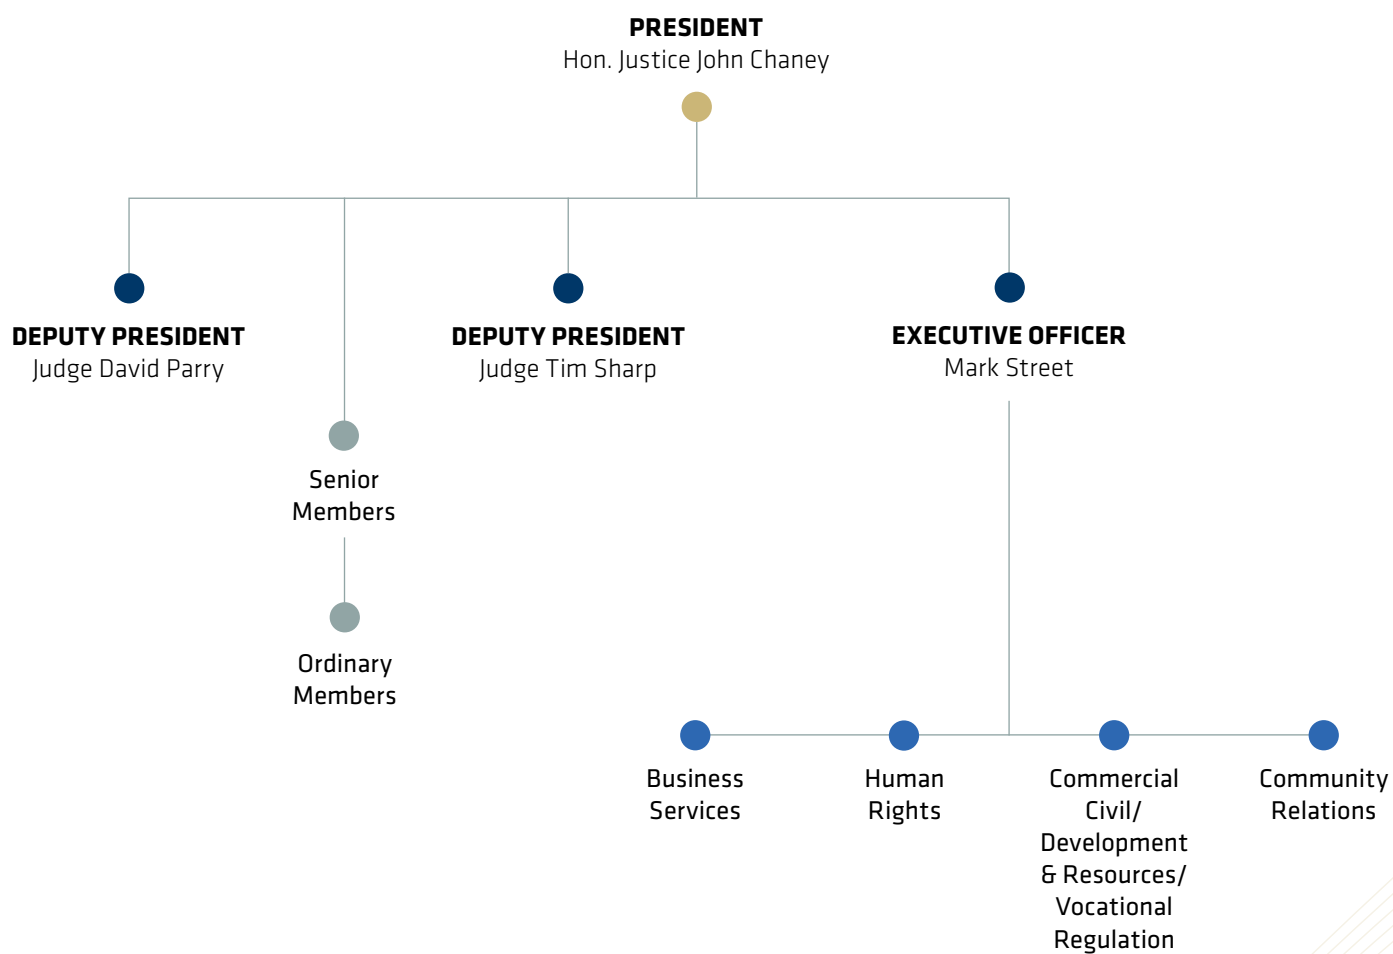 PRESIDENT
Hon. Justice John Chaney
DEPUTY PRESIDENT
Judge David Parry
DEPUTY PRESIDENT
Judge Tim Sharp
EXECUTIVE OFFICER
Mark Street
Senior
Members
Ordinary
Members
Business
Services
Human
Rights
Commercial
Civil/
Development
& Resources/
Vocational
Regulation
Community
Relations